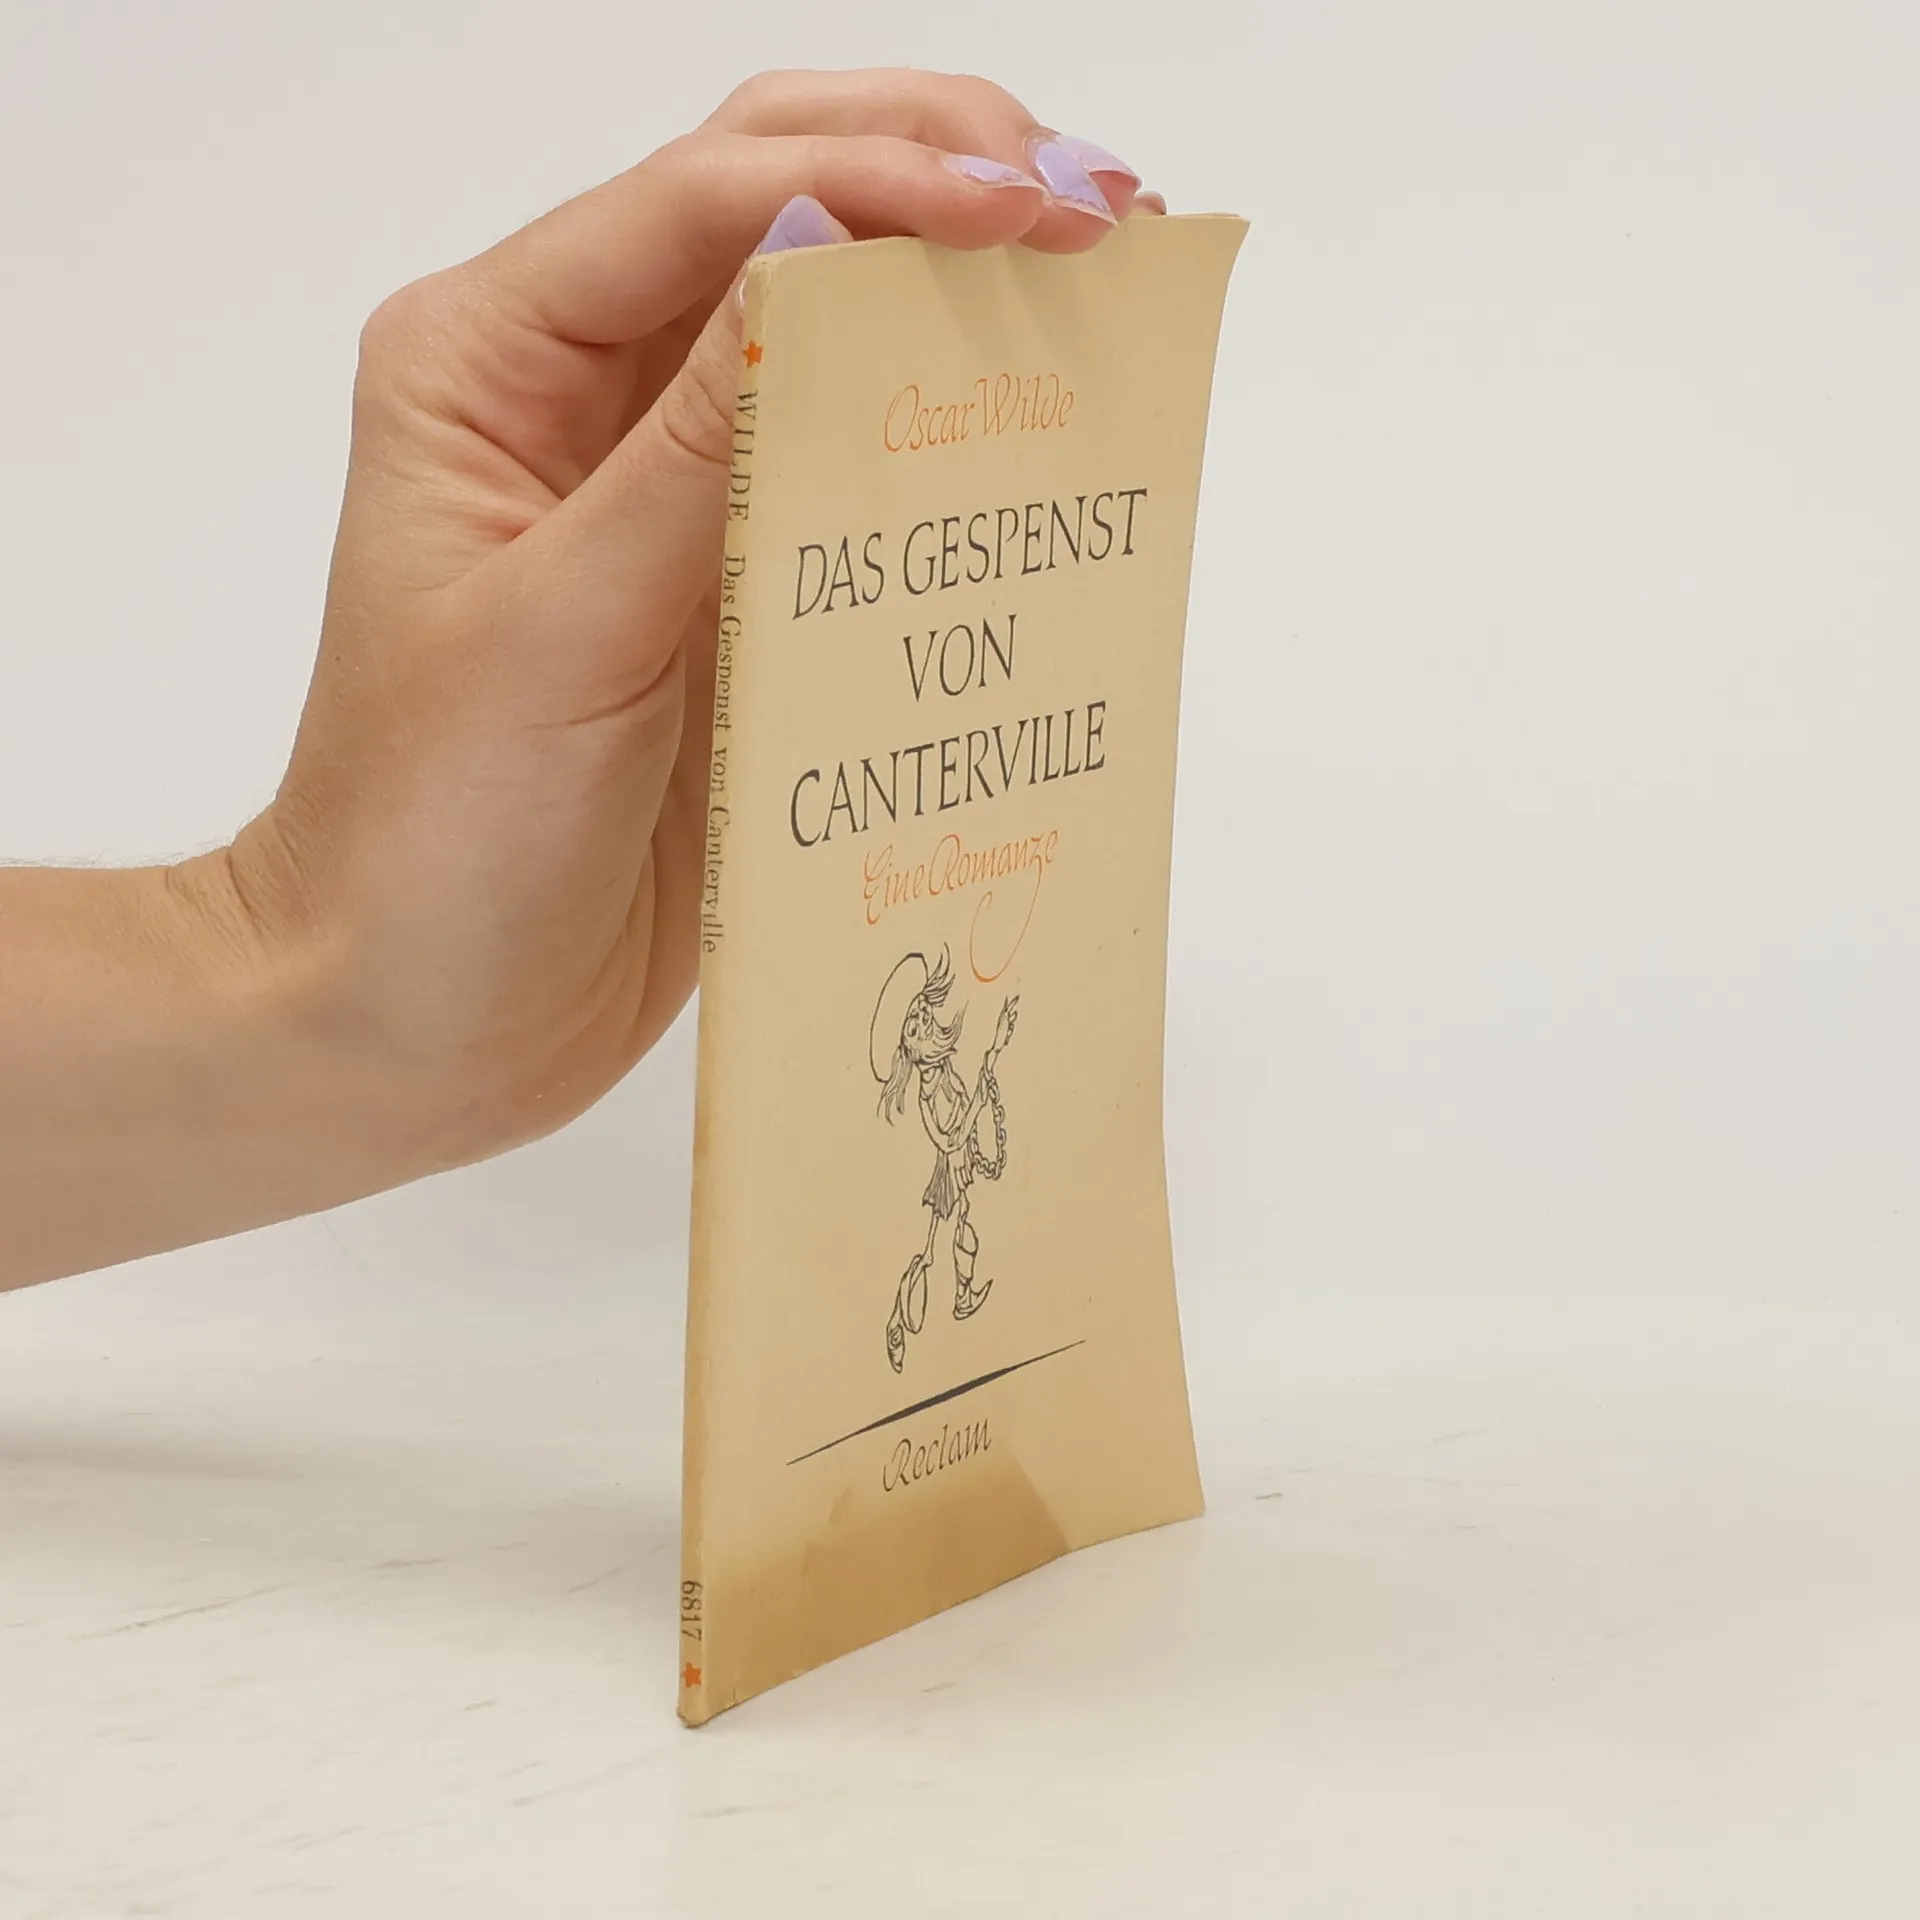 Oscar Wilde
DAS GESPENST
VON
CANTERVILLE
Eine Romanze
Reclam
WILDE Das Gespenst von Canterville
6817